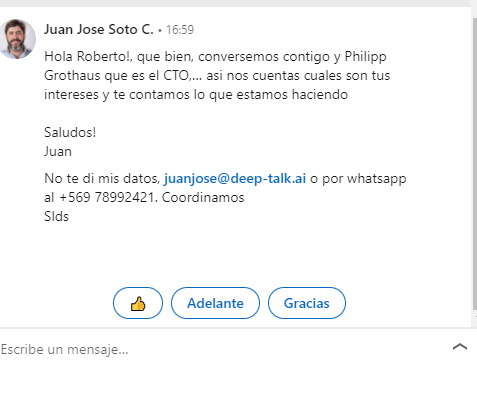 Juan Jose Soto C. • 16:59
Hola Roberto!, que bien, conversemos contigo y Philipp
Grothaus que es el CTO,... asi nos cuentas cuales son tus
intereses y te contamos lo que estamos haciendo
Saludos!
Juan
No te di mis datos, juanjose@deep-talk.ai o por whatsapp
al +569 78992421. Coordinamos
Slds
👍 Adelante Gracias
Escribe un mensaje...